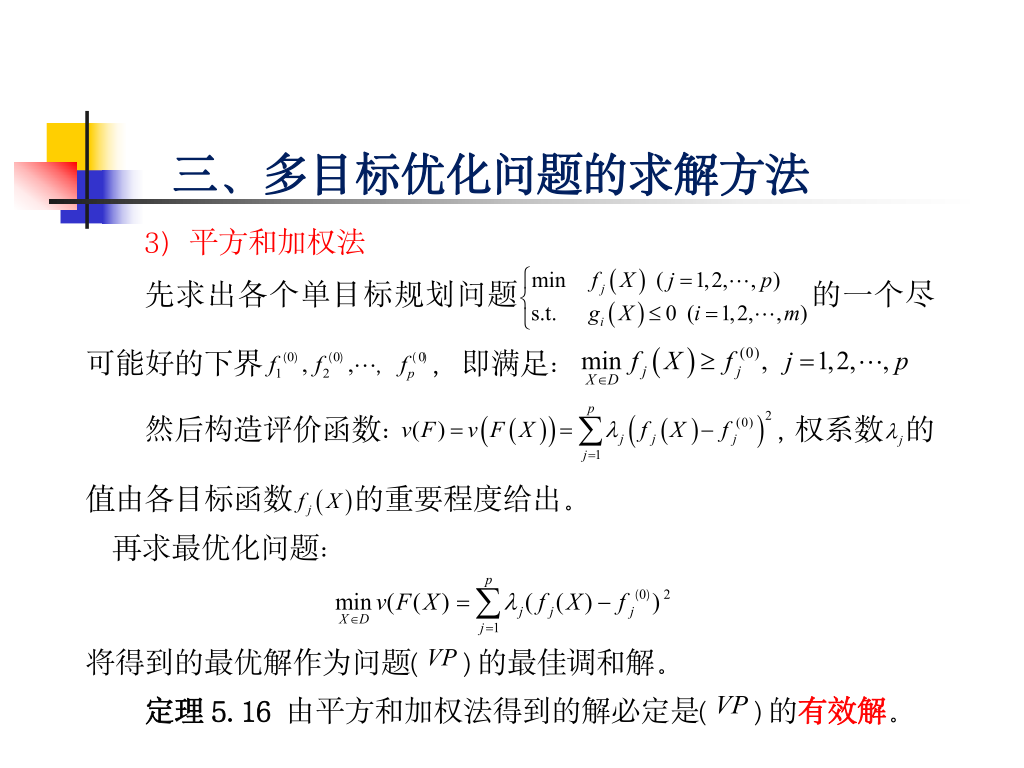 三、多目标优化问题的求解方法
3) 平方和加权法
先求出各个单目标规划问题 { min f_j(X) (j=1,2,⋯,p) s.t. g_i(X)≤0 (i=1,2,⋯,m) 的一个尽
可能好的下界 f_1^(0), f_2^(0),⋯, f_p^(0), 即满足: min_{X∈D} f_j(X) ≥ f_j^(0), j=1,2,⋯,p
然后构造评价函数: v(F)=v(F(X))=∑_{j=1}^{p} λ_j(f_j(X)−f_j^(0))^2, 权系数λ_j的
值由各目标函数f_j(X)的重要程度给出。
再求最优化问题:
min_{X∈D} v(F(X)=∑_{j=1}^{p} λ_j(f_j(X)−f_j^(0))^2
将得到的最优解作为问题(VP)的最佳调和解。
定理 5.16 由平方和加权法得到的解必定是(VP)的有效解。